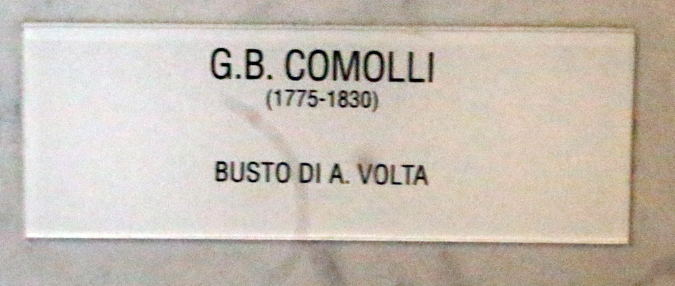 G.B. COMOLLI
(1775-1830)
BUSTO DI A. VOLTA